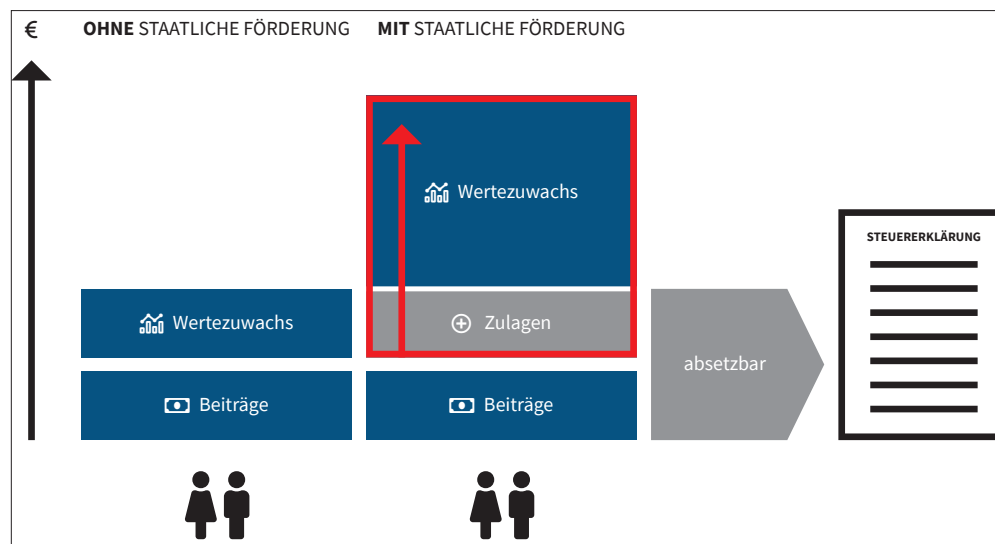 €
OHNE STAATLICHE FÖRDERUNG
MIT STAATLICHE FÖRDERUNG
Wertezuwachs
STEUERERKLÄRUNG
Wertezuwachs
Zulagen
absetzbar
Beiträge
Beiträge